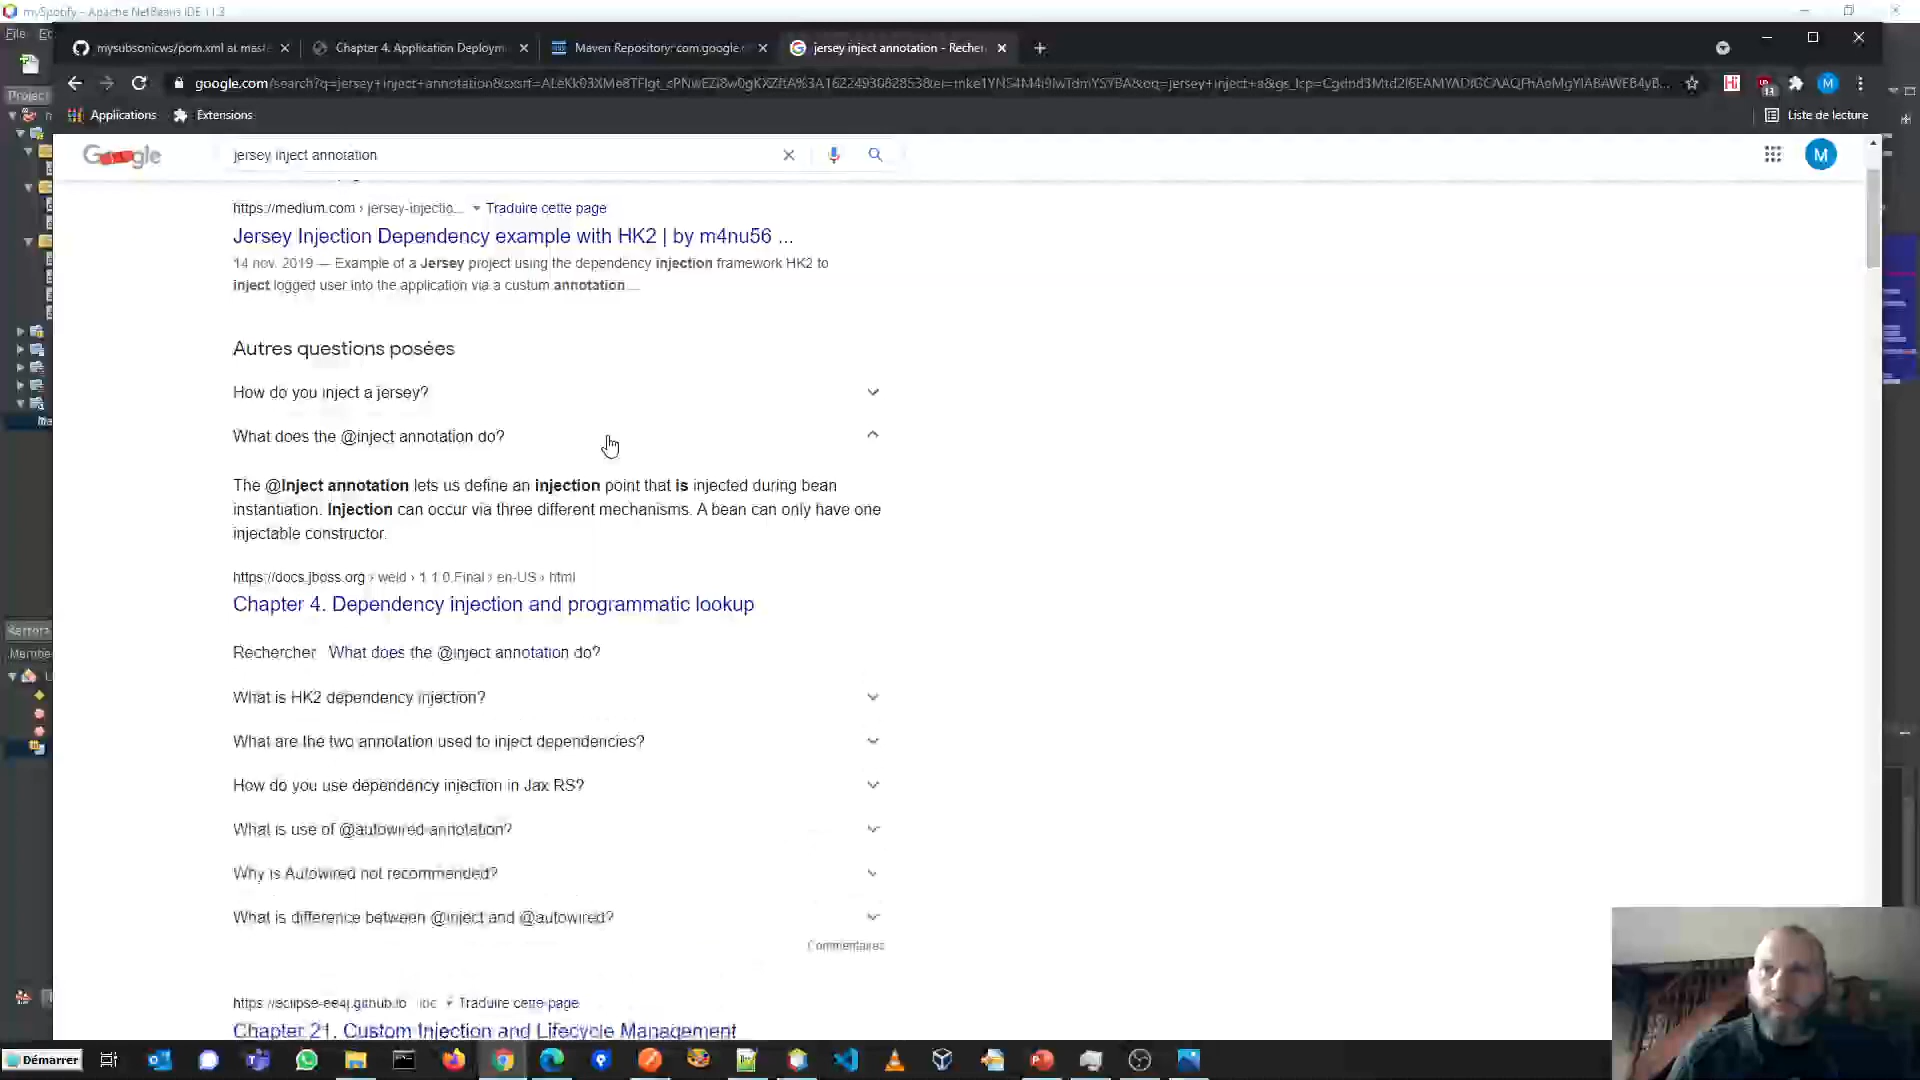 mySpotify - Apache NetBeans IDE 11.3
File
mysubsonicws/pom.xml at mast
Chapter 4. Application Deploym
Maven Repository: com.google.
jersey inject annotation - Recher
Applications
Extensions
Liste de lecture
Project
Google
jersey inject annotation
M
https://medium.com › jersey-injectio... Traduire cette page
Jersey Injection Dependency example with HK2 | by m4nu56 ...
14 nov. 2019 — Example of a Jersey project using the dependency injection framework HK2 to
inject logged user into the application via a custum annotation ...
Autres questions posées
How do you inject a jersey?
What does the @inject annotation do?
The @Inject annotation lets us define an injection point that is injected during bean
instantiation. Injection can occur via three different mechanisms. A bean can only have one
injectable constructor.
https://docs.jboss.org › weld › 1.1.0.Final › en-US › html
Chapter 4. Dependency injection and programmatic lookup
Rechercher What does the @inject annotation do?
What is HK2 dependency injection?
What are the two annotation used to inject dependencies?
How do you use dependency injection in Jax RS?
What is use of @autowired annotation?
Why is Autowired not recommended?
What is difference between @inject and @autowired?
Commentaires
https://eclipse-ee4j.github.io Traduire cette page
Chapter 21. Custom Injection and Lifecycle Management
Démarrer